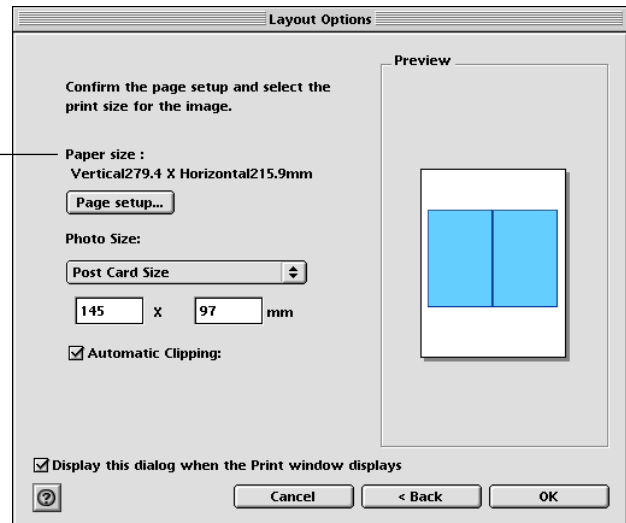 Layout Options
Preview
Confirm the page setup and select the
print size for the image.
Paper size :
Vertical279.4 X Horizontal215.9mm
Page setup...
Photo Size:
Post Card Size
145 X 97 mm
Automatic Clipping:
Display this dialog when the Print window displays
? Cancel < Back OK